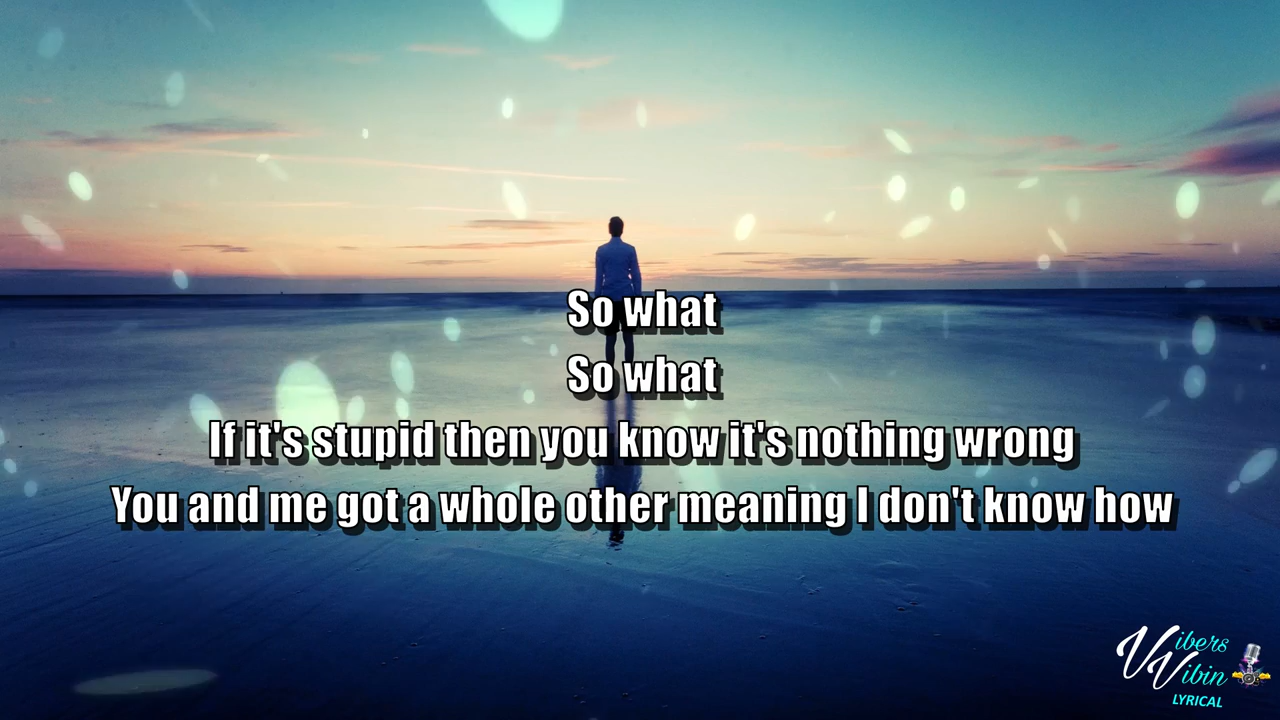 So what
So what
If it's stupid then you know it's nothing wrong
You and me got a whole other meaning I don't know how
Vibers
Vibin
LYRICAL